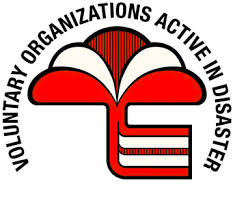 VOLUNTARY ORGANIZATIONS ACTIVE IN DISASTER